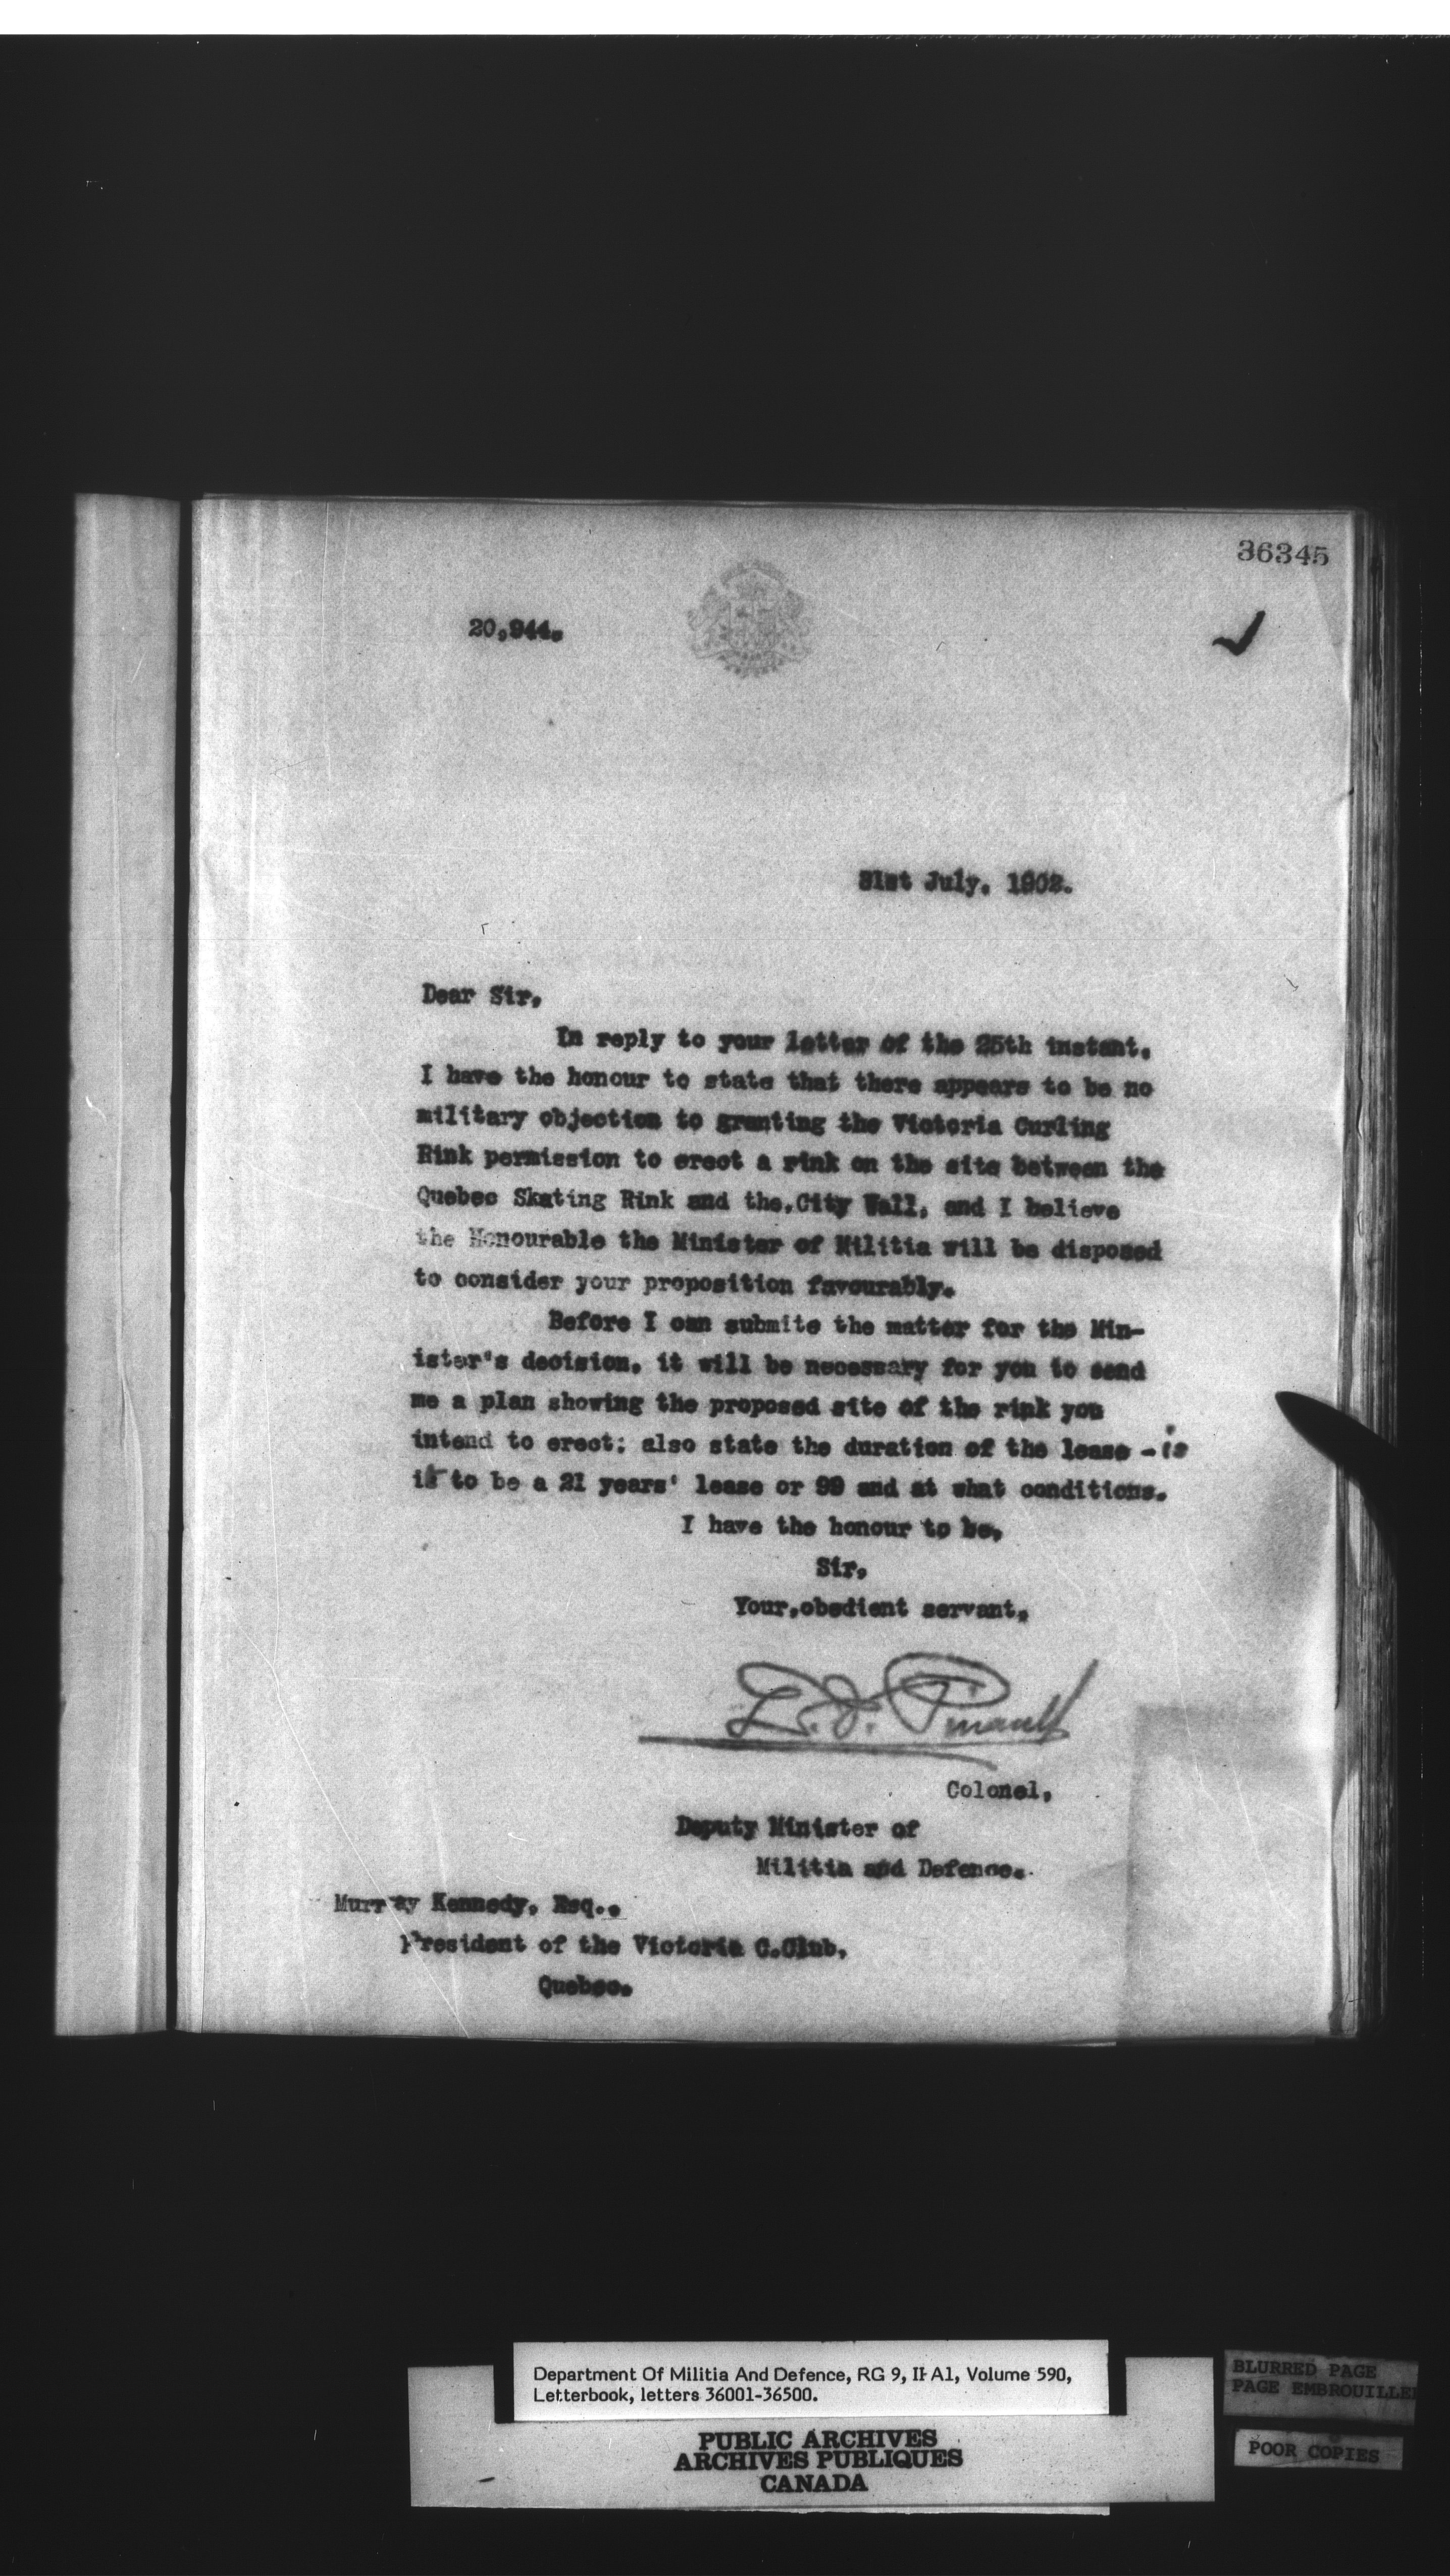 36345
20,944.
31st July, 1902.
Dear Sir,
In reply to your letter of the 25th instant,
I have the honour to state that there appears to be no
military objection to granting the Victoria Curling
Rink permission to erect a rink on the site between the
Quebec Skating Rink and the,City Wall, and I believe
the Honourable the Minister of Militia will be disposed
to consider your proposition favourably.
Before I can submite the matter for the Min-
ister's decision, it will be necessary for you to send
me a plan showing the proposed site of the rink you
intend to erect: also state the duration of the lease - is
it to be a 21 years' lease or 99 and at what conditions.
I have the honour to be,
Sir,
Your,obedient servant,
L. F. Pinault
Colonel,
Deputy Minister of
Militia and Defence.
Murray Kennedy, Esq.,
President of the Victoria C.Club,
Quebec.
Department Of Militia And Defence, RG 9, II-A1, Volume 590,
Letterbook, letters 36001-36500.
PUBLIC ARCHIVES
ARCHIVES PUBLIQUES
CANADA
BLURRED PAGE
PAGE EMBROUILLEE
POOR COPIES